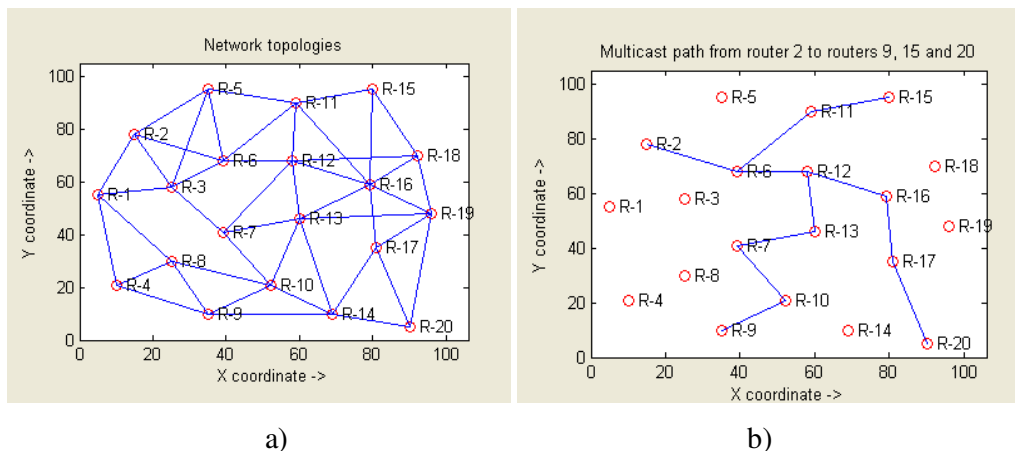 Network topologies
Y coordinate ->
100
80
60
40
20
0
R-5
R-15
R-11
R-2
R-6
R-12
R-18
R-3
R-16
R-1
R-13
R-19
R-7
R-17
R-8
R-4
R-10
R-9
R-14
R-20
0 20 40 60 80 100
X coordinate ->
a)
Multicast path from router 2 to routers 9, 15 and 20
Y coordinate ->
100
80
60
40
20
0
R-5
R-15
R-11
R-2
R-6
R-12
R-18
R-3
R-16
R-1
R-13
R-19
R-7
R-17
R-8
R-4
R-10
R-9
R-14
R-20
0 20 40 60 80 100
X coordinate ->
b)